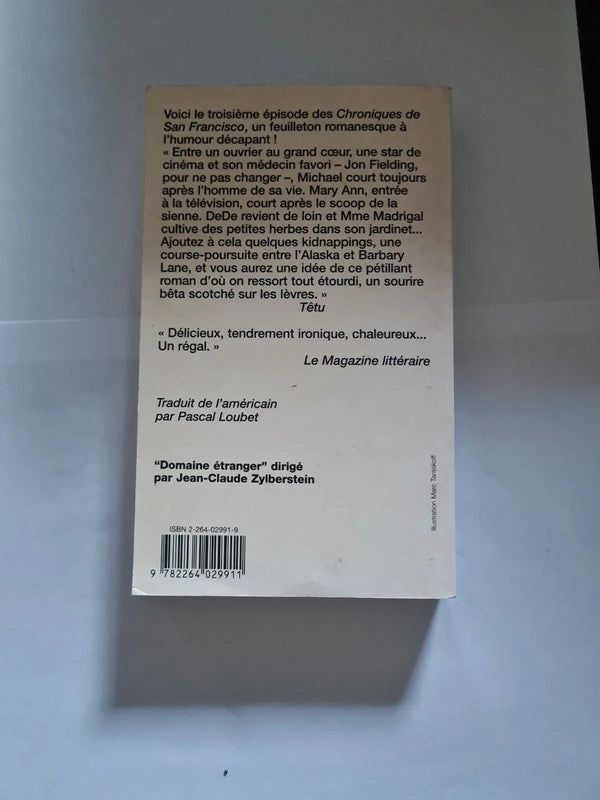 Voici le troisième épisode des Chroniques de
San Francisco, un feuilleton romanesque à
l'humour décapant !
« Entre un ouvrier au grand cœur, une star de
cinéma et son médecin favori – Jon Fielding,
pour ne pas changer –, Michael court toujours
après l'homme de sa vie. Mary Ann, entrée
à la télévision, court après le scoop de la
sienne. DeDe revient de loin et Mme Madrigal
cultive des petites herbes dans son jardinet...
Ajoutez à cela quelques kidnappings, une
course-poursuite entre l'Alaska et Barbary
Lane, et vous aurez une idée de ce pétillant
roman d'où on ressort tout étourdi, un sourire
bêta scotché sur les lèvres. »
Têtu
« Délicieux, tendrement ironique, chaleureux...
Un régal. »
Le Magazine littéraire
Traduit de l'américain
par Pascal Loubet
"Domaine étranger" dirigé
par Jean-Claude Zylberstein
Illustration Marc Taraskoff
ISBN 2-264-02991-9
9 782264 029911